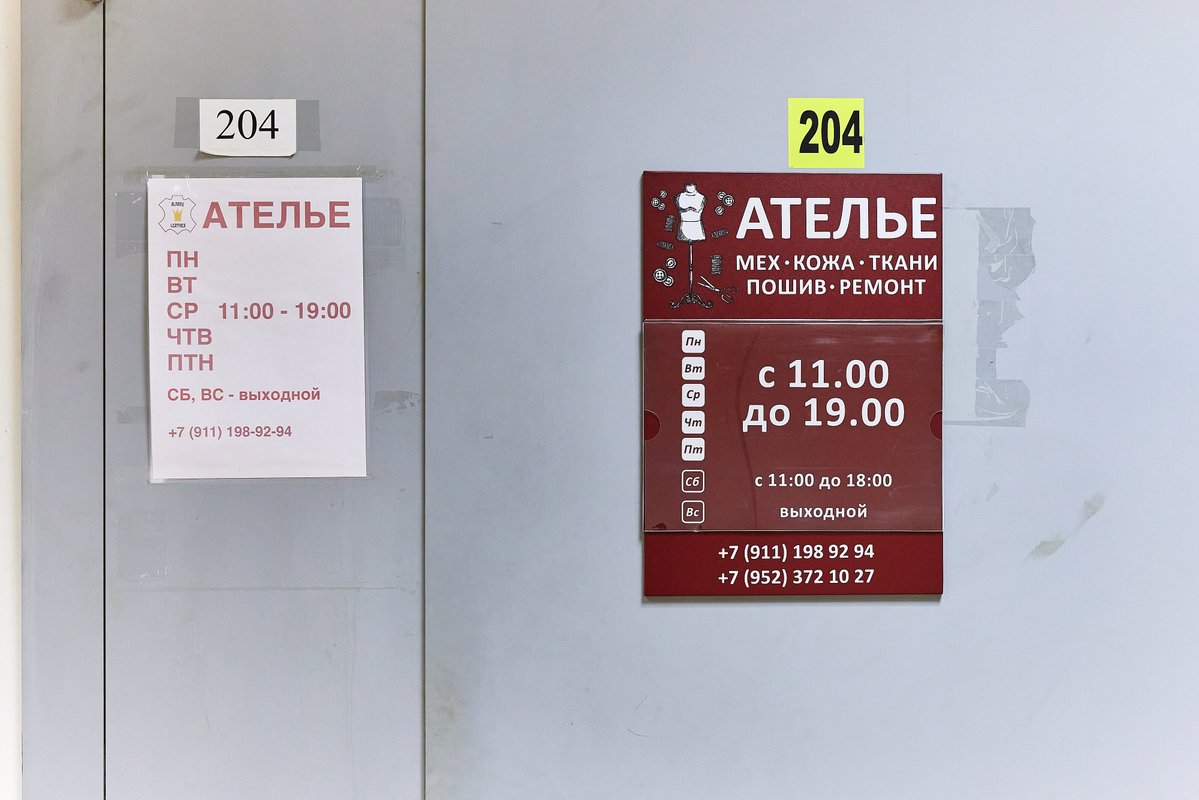 204
АТЕЛЬЕ
ПН
ВТ
СР 11:00 - 19:00
ЧТВ
ПТН
СБ, ВС - выходной
+7 (911) 198-92-94
204
АТЕЛЬЕ
МЕХ·КОЖА·ТКАНИ
ПОШИВ·РЕМОНТ
Пн
Вт
Ср
Чт
Пт
с 11.00
до 19.00
Сб с 11:00 до 18:00
Вс выходной
+7 (911) 198 92 94
+7 (952) 372 10 27